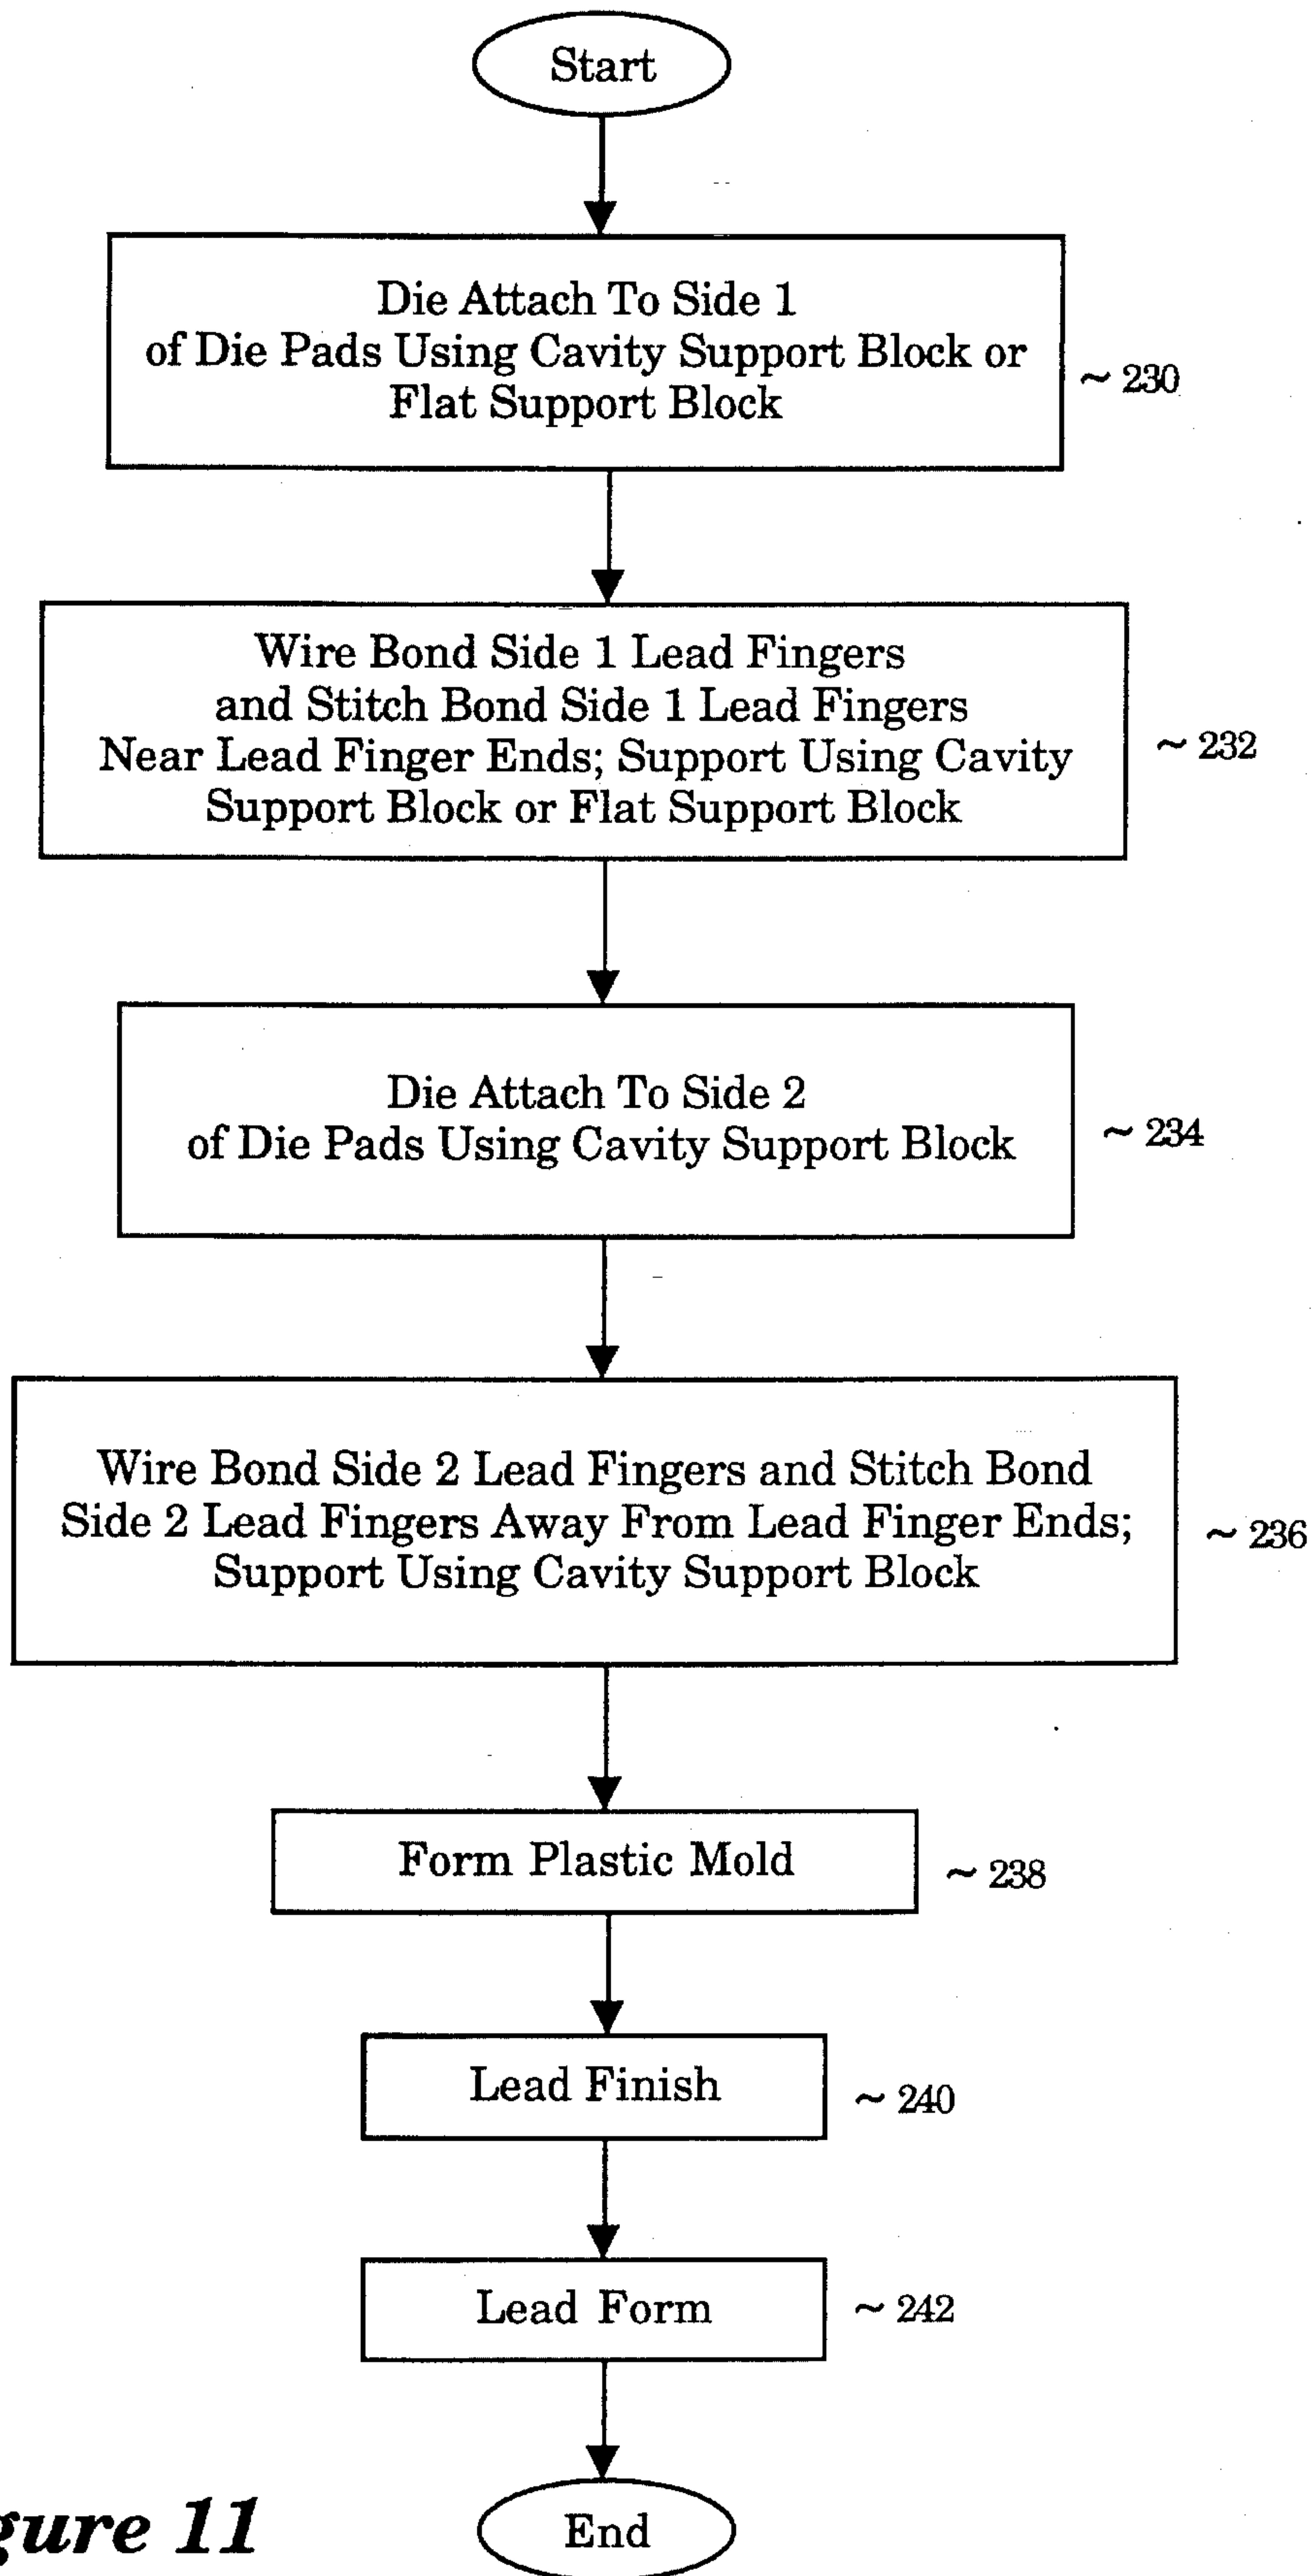 Start
Die Attach To Side 1
of Die Pads Using Cavity Support Block or
Flat Support Block
~ 230
Wire Bond Side 1 Lead Fingers
and Stitch Bond Side 1 Lead Fingers
Near Lead Finger Ends; Support Using Cavity
Support Block or Flat Support Block
~ 232
Die Attach To Side 2
of Die Pads Using Cavity Support Block
~ 234
Wire Bond Side 2 Lead Fingers and Stitch Bond
Side 2 Lead Fingers Away From Lead Finger Ends;
Support Using Cavity Support Block
~ 236
Form Plastic Mold
~ 238
Lead Finish
~ 240
Lead Form
~ 242
End
gure 11